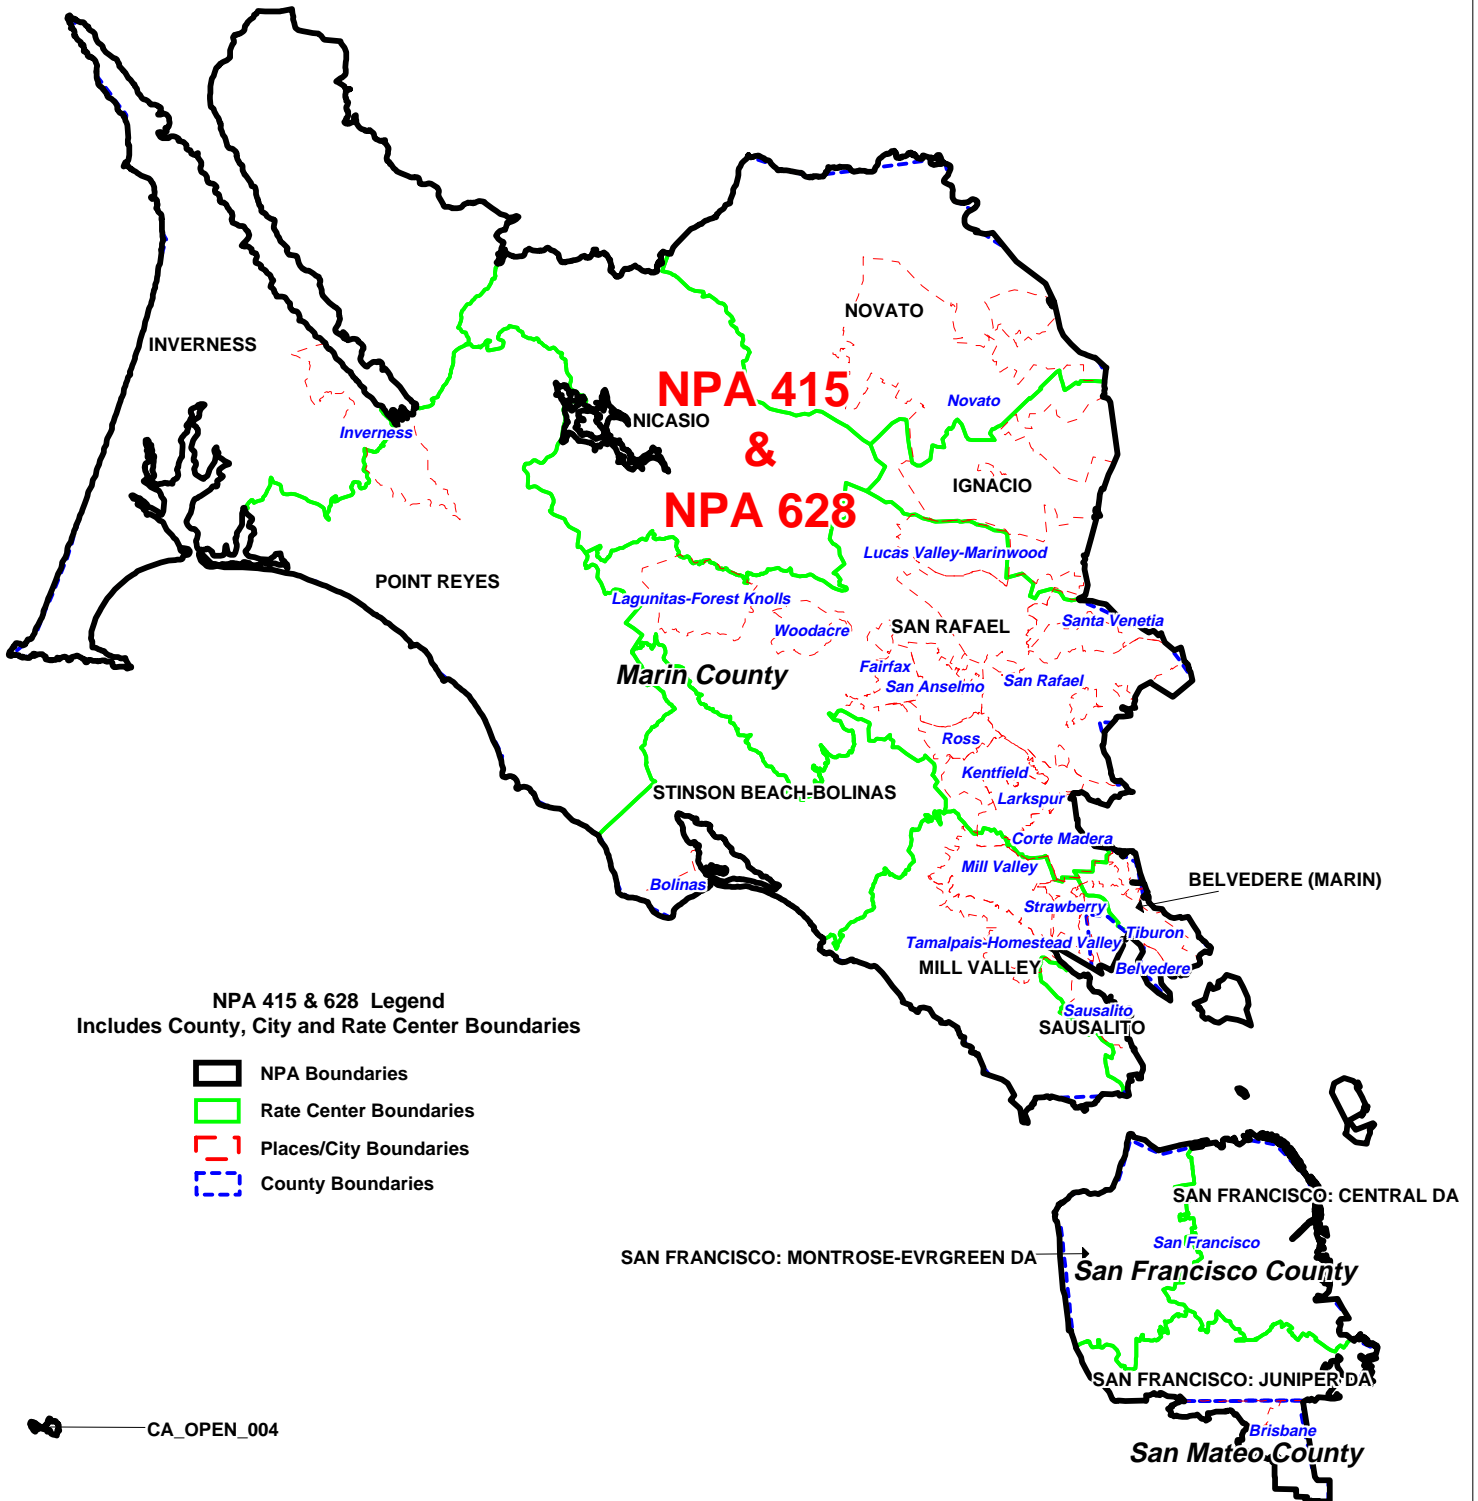 NOVATO
INVERNESS
NPA 415
&
NPA 628
Novato
NICASIO
Inverness
IGNACIO
Lucas Valley-Marinwood
POINT REYES
Lagunitas-Forest Knolls
Woodacre
SAN RAFAEL
Santa Venetia
Fairfax
San Anselmo
San Rafael
Marin County
Ross
Kentfield
Larkspur
STINSON BEACH-BOLINAS
Corte Madera
Mill Valley
Bolinas
BELVEDERE (MARIN)
Strawberry
Tiburon
Tamalpais-Homestead Valley
MILL VALLEY
Belvedere
Sausalito
SAUSALITO
NPA 415 & 628 Legend
Includes County, City and Rate Center Boundaries
NPA Boundaries
Rate Center Boundaries
Places/City Boundaries
County Boundaries
SAN FRANCISCO: CENTRAL DA
San Francisco
SAN FRANCISCO: MONTROSE-EVRGREEN DA
San Francisco County
SAN FRANCISCO: JUNIPER DA
CA_OPEN_004
Brisbane
San Mateo County